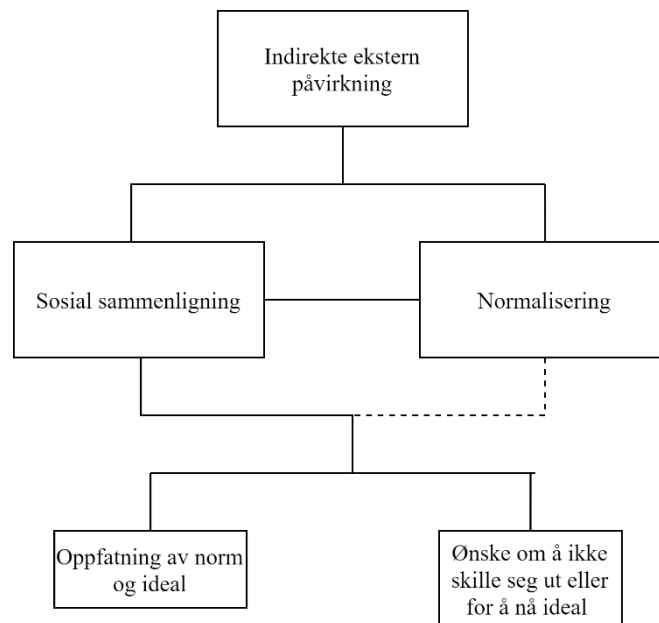 Indirekte ekstern
påvirkning
Sosial sammenligning
Normalisering
Oppfatning av norm
og ideal
Ønske om å ikke
skille seg ut eller
for å nå ideal